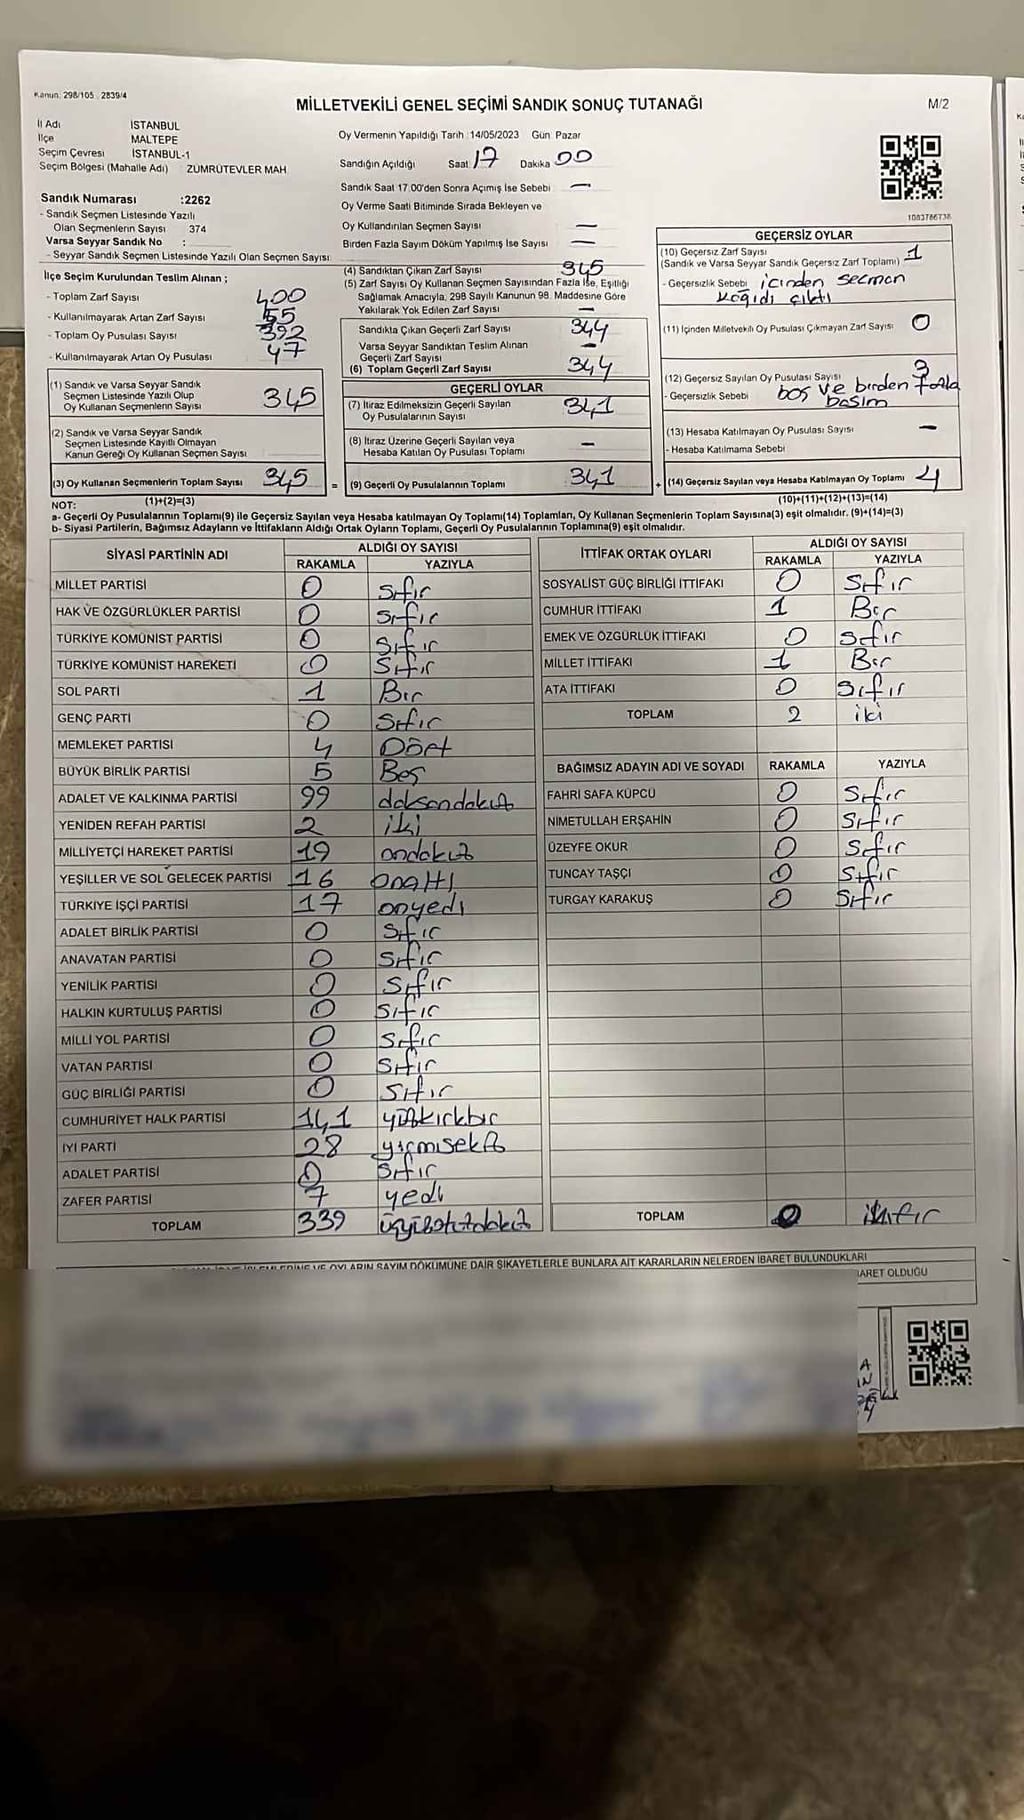 Kanun: 298/105, 2839/4
MİLLETVEKİLİ GENEL SEÇİMİ SANDIK SONUÇ TUTANAĞI
M/2
İl Adı İSTANBUL
İlçe MALTEPE
Seçim Çevresi İSTANBUL-1
Seçim Bölgesi (Mahalle Adı) ZÜMRÜTEVLER MAH
Sandık Numarası :2262
- Sandık Seçmen Listesinde Yazılı
Olan Seçmenlerin Sayısı 374
Varsa Seyyar Sandık No :
- Seyyar Sandık Seçmen Listesinde Yazılı Olan Seçmen Sayısı
Oy Vermenin Yapıldığı Tarih :14/05/2023 Gün: Pazar
Sandığın Açıldığı Saat 17 Dakika 00
Sandık Saat 17.00'den Sonra Açımış İse Sebebi —
Oy Verme Saati Bitiminde Sırada Bekleyen ve
Oy Kullandırılan Seçmen Sayısı —
Birden Fazla Sayım Döküm Yapılmış İse Sayısı —
1083786738
İlçe Seçim Kurulundan Teslim Alınan ;
- Toplam Zarf Sayısı 400
- Kullanılmayarak Artan Zarf Sayısı 55
- Toplam Oy Pusulası Sayısı 392
- Kullanılmayarak Artan Oy Pusulası 47
(4) Sandıktan Çıkan Zarf Sayısı 345
(5) Zarf Sayısı Oy Kullanan Seçmen Sayısından Fazla İse, Eşitliği
Sağlamak Amacıyla, 298 Sayılı Kanunun 98. Maddesine Göre
Yakılarak Yok Edilen Zarf Sayısı —
Sandıkta Çıkan Geçerli Zarf Sayısı 344
Varsa Seyyar Sandıktan Teslim Alınan
Geçerli Zarf Sayısı —
(6) Toplam Geçerli Zarf Sayısı 344
GEÇERSİZ OYLAR
(10) Geçersiz Zarf Sayısı 1
(Sandık ve Varsa Seyyar Sandık Geçersiz Zarf Toplamı)
- Geçersizlik Sebebi içinden seçmen
kağıdı çıktı
(11) İçinden Milletvekili Oy Pusulası Çıkmayan Zarf Sayısı 0
(12) Geçersiz Sayılan Oy Pusulası Sayısı 3
- Geçersizlik Sebebi boş ve birden fazla
basım
(13) Hesaba Katılmayan Oy Pusulası Sayısı —
- Hesaba Katılmama Sebebi
(14) Geçersiz Sayılan veya Hesaba Katılmayan Oy Toplamı 4
(10)+(11)+(12)+(13)=(14)
(1) Sandık ve Varsa Seyyar Sandık
Seçmen Listesinde Yazılı Olup
Oy Kullanan Seçmenlerin Sayısı 345
(2) Sandık ve Varsa Seyyar Sandık
Seçmen Listesinde Kayıtlı Olmayan
Kanun Gereği Oy Kullanan Seçmen Sayısı
(3) Oy Kullanan Seçmenlerin Toplam Sayısı 345 =
(1)+(2)=(3)
GEÇERLİ OYLAR
(7) İtiraz Edilmeksizin Geçerli Sayılan
Oy Pusulalarının Sayısı 341
(8) İtiraz Üzerine Geçerli Sayılan veya
Hesaba Katılan Oy Pusulası Toplamı —
(9) Geçerli Oy Pusulalarının Toplamı 341 +
NOT:
a- Geçerli Oy Pusulalarının Toplamı(9) ile Geçersiz Sayılan veya Hesaba katılmayan Oy Toplamı(14) Toplamları, Oy Kullanan Seçmenlerin Toplam Sayısına(3) eşit olmalıdır. (9)+(14)=(3)
b- Siyasi Partilerin, Bağımsız Adayların ve İttifakların Aldığı Ortak Oyların Toplamı, Geçerli Oy Pusulalarının Toplamına(9) eşit olmalıdır.
SİYASİ PARTİNİN ADI ALDIĞI OY SAYISI
RAKAMLA YAZIYLA
MİLLET PARTİSİ 0 sıfır
HAK VE ÖZGÜRLÜKLER PARTİSİ 0 sıfır
TÜRKİYE KOMÜNİST PARTİSİ 0 sıfır
TÜRKİYE KOMÜNİST HAREKETİ 0 sıfır
SOL PARTİ 1 Bir
GENÇ PARTİ 0 sıfır
MEMLEKET PARTİSİ 4 Dört
BÜYÜK BİRLİK PARTİSİ 5 Beş
ADALET VE KALKINMA PARTİSİ 99 doksandokuz
YENİDEN REFAH PARTİSİ 2 iki
MİLLİYETÇİ HAREKET PARTİSİ 19 ondokuz
YEŞİLLER VE SOL GELECEK PARTİSİ 16 onaltı
TÜRKİYE İŞÇİ PARTİSİ 17 onyedi
ADALET BİRLİK PARTİSİ 0 sıfır
ANAVATAN PARTİSİ 0 sıfır
YENİLİK PARTİSİ 0 sıfır
HALKIN KURTULUŞ PARTİSİ 0 sıfır
MİLLİ YOL PARTİSİ 0 sıfır
VATAN PARTİSİ 0 sıfır
GÜÇ BİRLİĞİ PARTİSİ 0 sıfır
CUMHURİYET HALK PARTİSİ 141 yüzkırkbir
İYİ PARTİ 28 yirmisekiz
ADALET PARTİSİ 0 sıfır
ZAFER PARTİSİ 7 yedi
TOPLAM 339 üçyüzotuzdokuz
İTTİFAK ORTAK OYLARI ALDIĞI OY SAYISI
RAKAMLA YAZIYLA
SOSYALİST GÜÇ BİRLİĞİ İTTİFAKI 0 sıfır
CUMHUR İTTİFAKI 1 Bir
EMEK VE ÖZGÜRLÜK İTTİFAKI 0 sıfır
MİLLET İTTİFAKI 1 Bir
ATA İTTİFAKI 0 sıfır
TOPLAM 2 iki
BAĞIMSIZ ADAYIN ADI VE SOYADI RAKAMLA YAZIYLA
FAHRİ SAFA KÜPCÜ 0 sıfır
NİMETULLAH ERŞAHİN 0 sıfır
ÜZEYFE OKUR 0 sıfır
TUNCAY TAŞÇI 0 sıfır
TURGAY KARAKUŞ 0 sıfır
TOPLAM 0 sıfır
VE OYLARIN SAYIM DÖKÜMÜNE DAİR ŞİKAYETLERLE BUNLARA AİT KARARLARIN NELERDEN İBARET BULUNDUKLARI
İBARET OLDUĞU